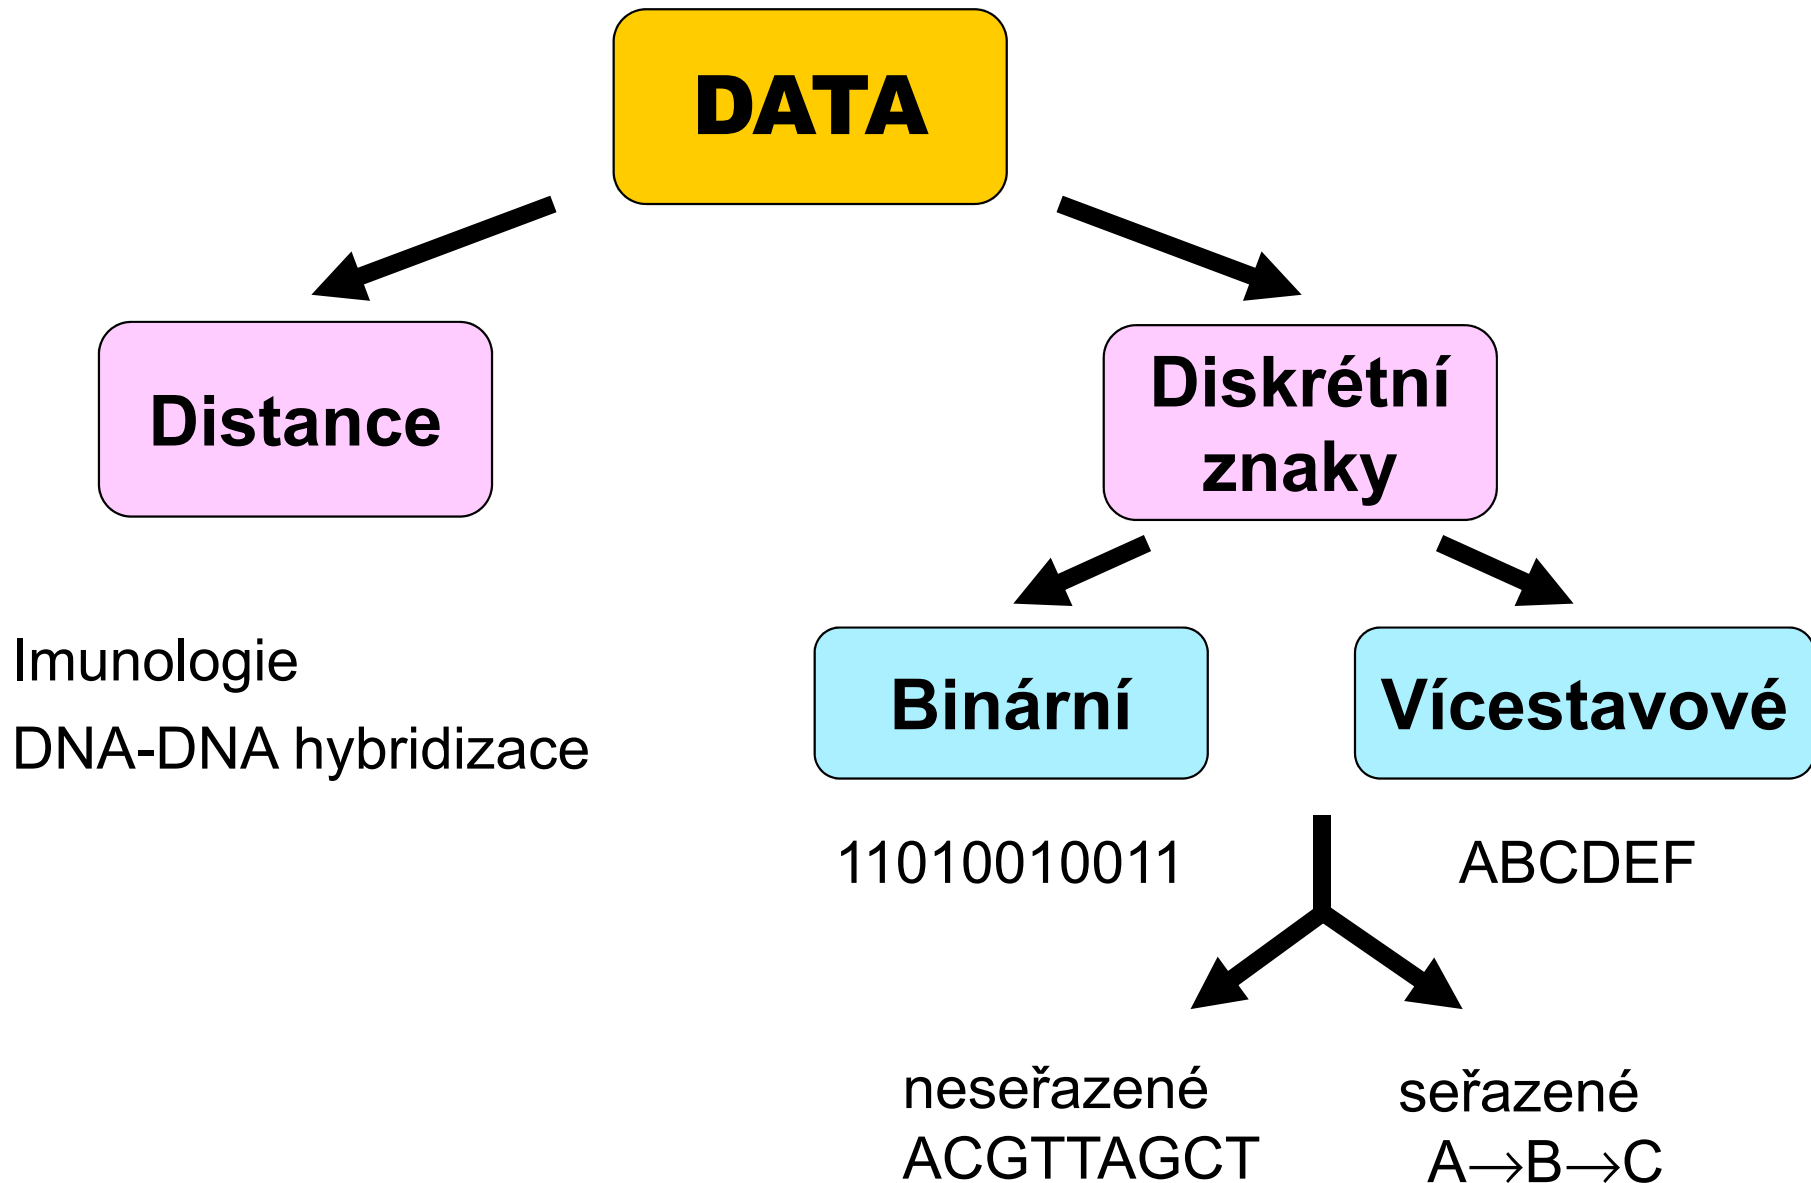 DATA
Distance
Diskrétní
znaky
Imunologie
DNA-DNA hybridizace
Binární
Vícestavové
11010010011
ABCDEF
neseřazené
ACGTTAGCT
seřazené
A→B→C